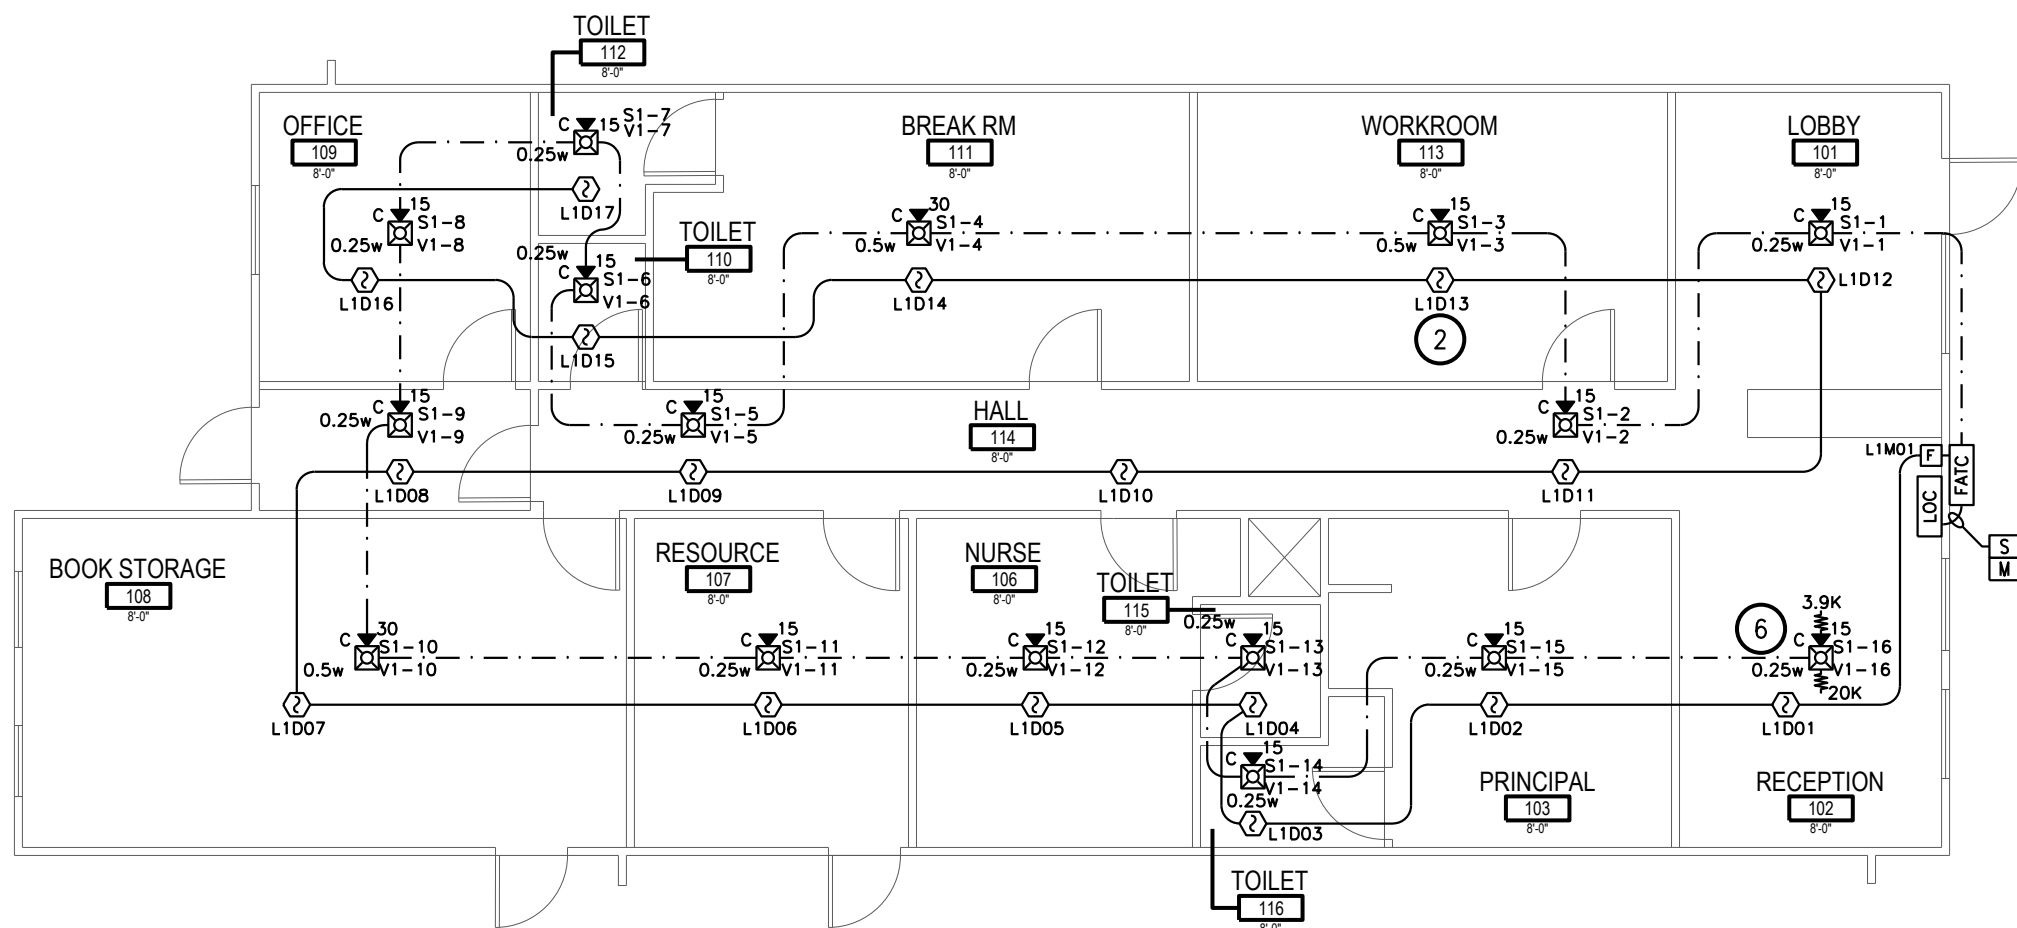 TOILET
112
8'-0"
OFFICE
109
8'-0"
C
15
S1-7
V1-7
0.25w
L1D17
BREAK RM
111
8'-0"
WORKROOM
113
8'-0"
LOBBY
101
8'-0"
C
15
S1-8
V1-8
0.25w
L1D16
TOILET
110
8'-0"
0.25w
C
15
S1-6
V1-6
L1D15
C
30
S1-4
V1-4
0.5w
L1D14
C
15
S1-3
V1-3
0.5w
L1D13
2
C
15
S1-1
V1-1
0.25w
L1D12
C
15
S1-9
V1-9
0.25w
L1D08
C
15
S1-5
V1-5
0.25w
L1D09
HALL
114
8'-0"
L1D10
C
15
S1-2
V1-2
0.25w
L1D11
L1M01
F
FATC
LOC
S
M
BOOK STORAGE
108
8'-0"
C
30
S1-10
V1-10
0.5w
L1D07
RESOURCE
107
8'-0"
C
15
S1-11
V1-11
0.25w
L1D06
NURSE
106
8'-0"
C
15
S1-12
V1-12
0.25w
L1D05
TOILET
115
8'-0"
0.25w
C
15
S1-13
V1-13
L1D04
C
15
S1-14
V1-14
0.25w
L1D03
C
15
S1-15
V1-15
0.25w
L1D02
PRINCIPAL
103
8'-0"
6
3.9K
C
15
S1-16
V1-16
0.25w
20K
L1D01
RECEPTION
102
8'-0"
TOILET
116
8'-0"